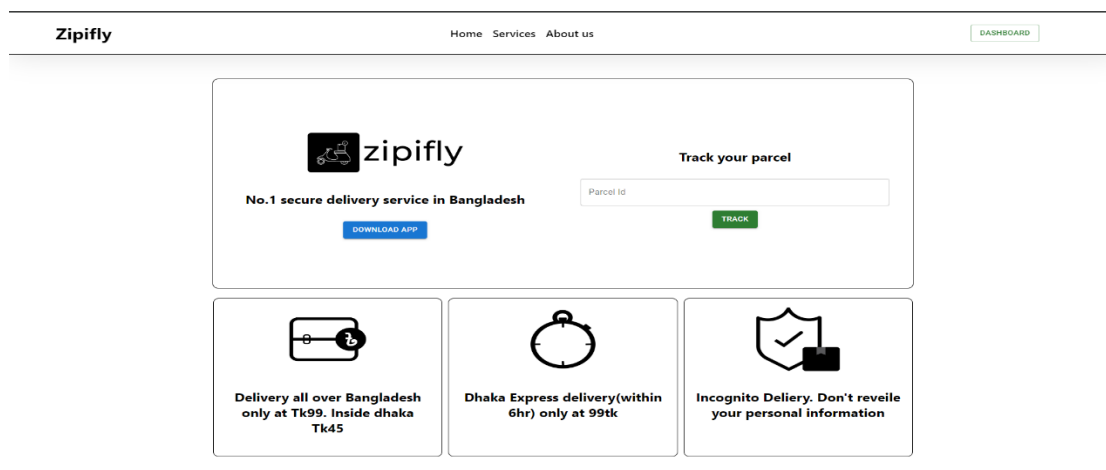 Zipifly
Home Services About us
DASHBOARD
zipifly
No.1 secure delivery service in Bangladesh
DOWNLOAD APP
Track your parcel
Parcel Id
TRACK
৳
Delivery all over Bangladesh
only at Tk99. Inside dhaka
Tk45
Dhaka Express delivery(within
6hr) only at 99tk
Incognito Deliery. Don't reveile
your personal information